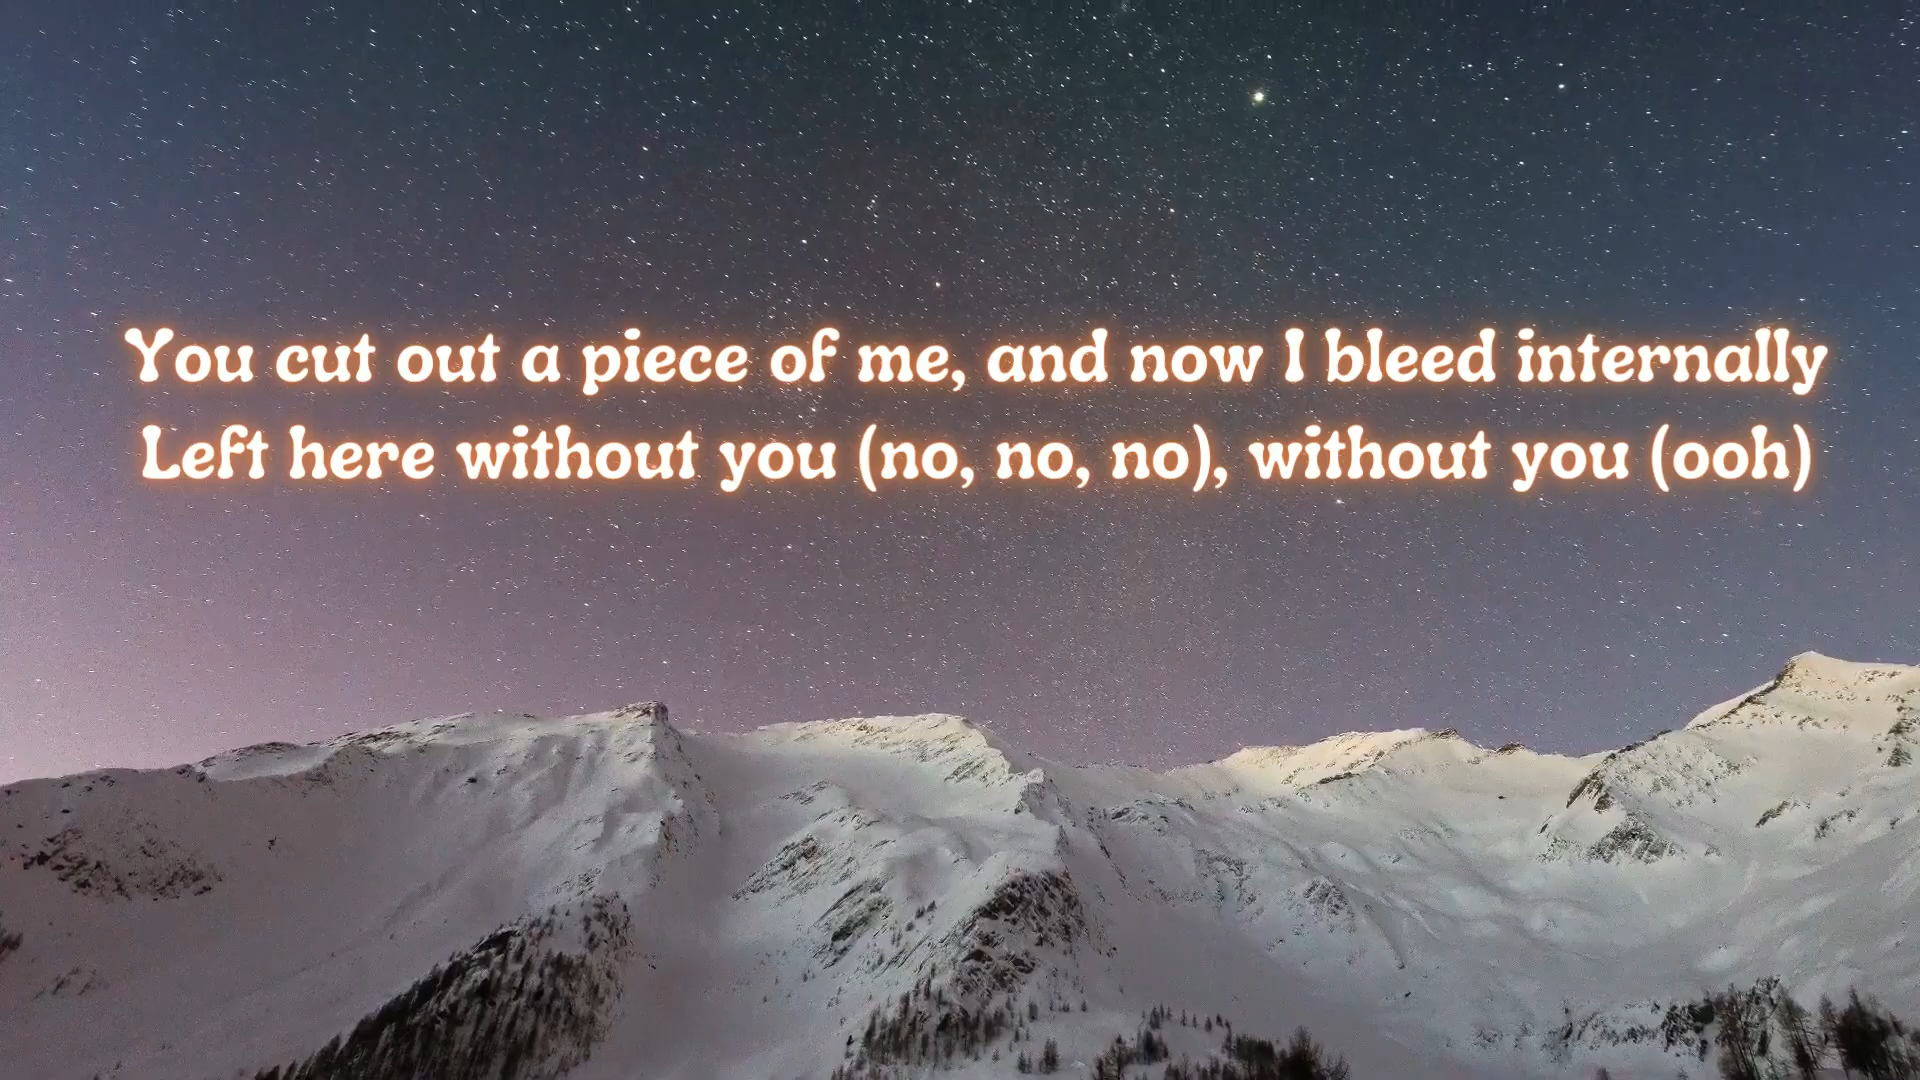 You cut out a piece of me, and now I bleed internally
Left here without you (no, no, no), without you (ooh)